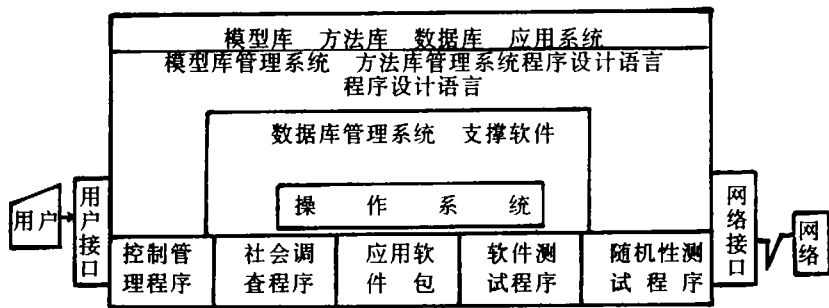 模型库 方法库 数据库 应用系统
模型库管理系统 方法库管理系统程序设计语言
程序设计语言
数据库管理系统 支撑软件
操作系统
用户
用户接口
控制管
理程序
社会调
查程序
应用软
件包
软件测
试程序
随机性测
试程序
网络接口
网络